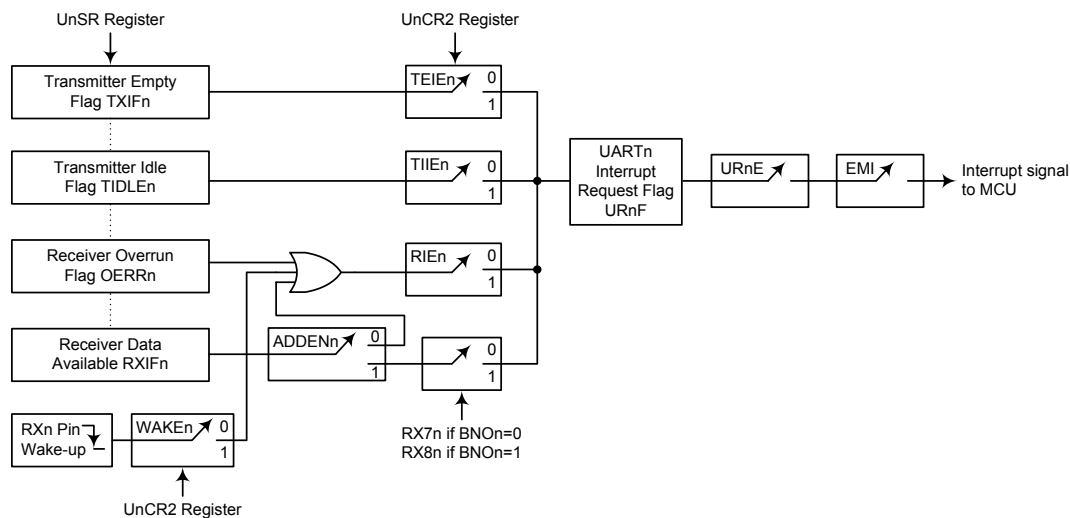 UnSR Register
UnCR2 Register
Transmitter Empty
Flag TXIFn
TEIEn
0
1
Transmitter Idle
Flag TIDLEn
TIIEn
0
1
UARTn
Interrupt
Request Flag
URnF
URnE
EMI
Interrupt signal
to MCU
Receiver Overrun
Flag OERRn
RIEn
0
1
Receiver Data
Available RXIFn
ADDENn
0
1
0
1
RXn Pin
Wake-up
WAKEn
0
1
RX7n if BNOn=0
RX8n if BNOn=1
UnCR2 Register